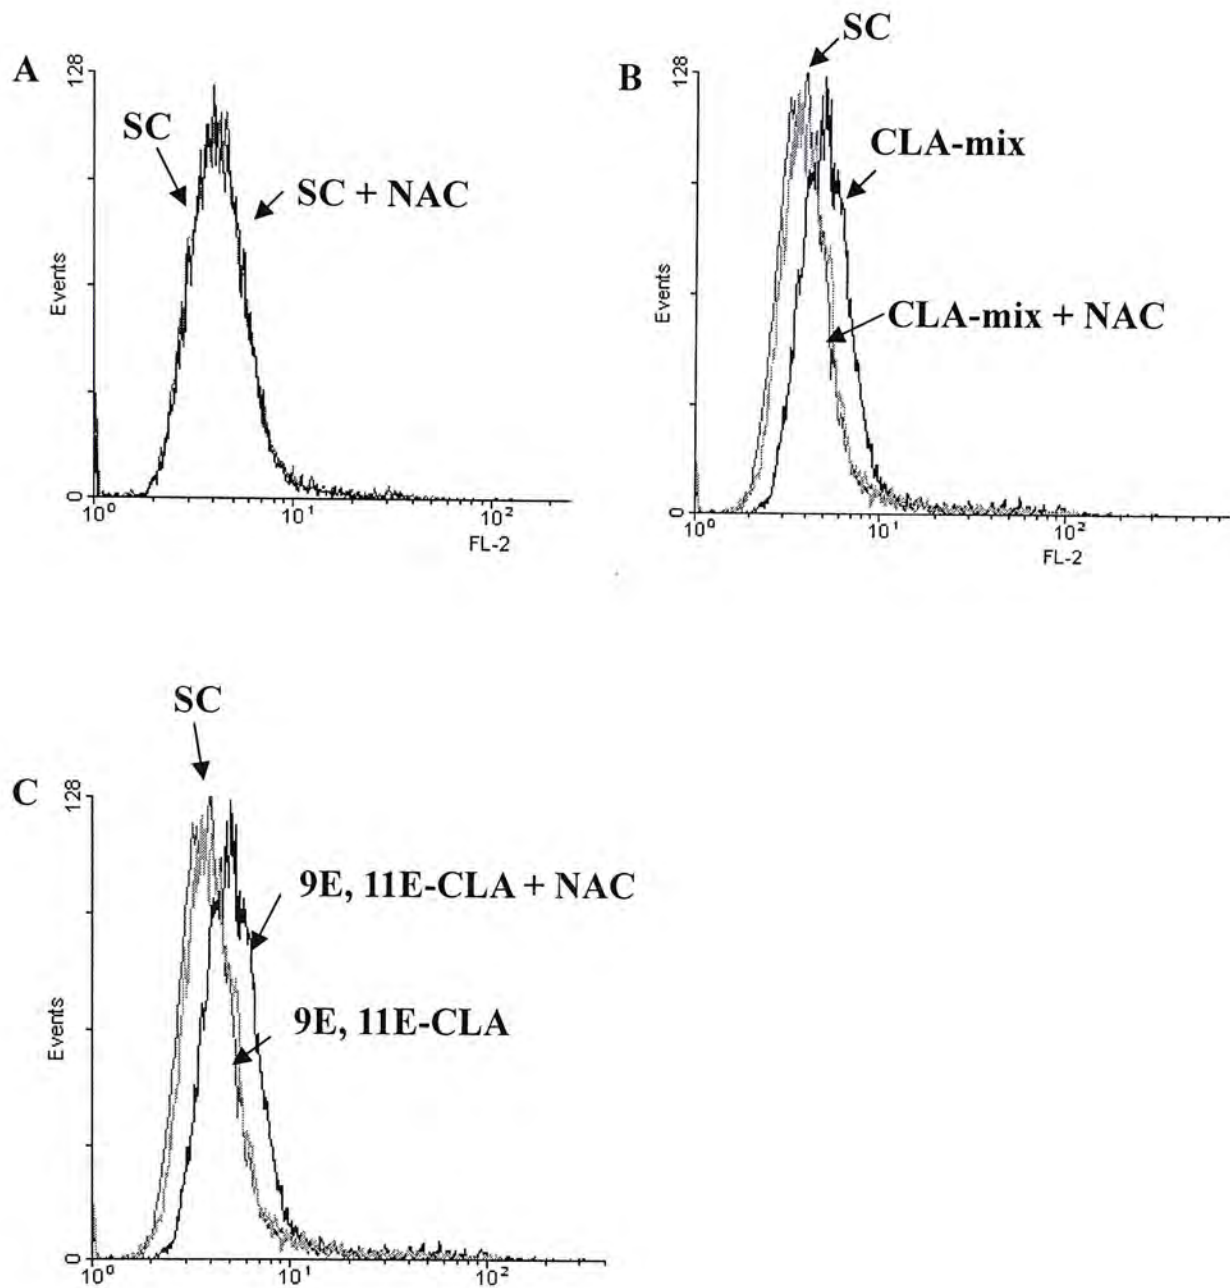 A
128
SC
SC + NAC
Events
0
10⁰
10¹
10²
FL-2
B
SC
128
CLA-mix
CLA-mix + NAC
Events
0
10⁰
10¹
10²
FL-2
SC
C
128
9E, 11E-CLA + NAC
9E, 11E-CLA
Events
0
10⁰
10¹
10²